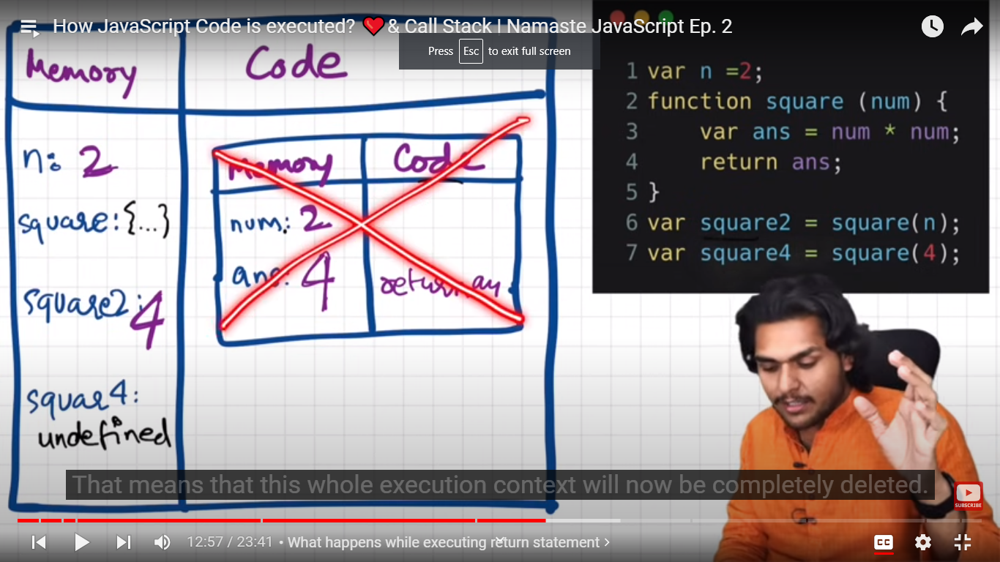 How JavaScript Code is executed? ❤️& Call Stack | Namaste JavaScript Ep. 2
Press Esc to exit full screen
Memory Code
n: 2
square: {...}
square2: 4
squar4:
undefined
Memory Code
num: 2
ans: 4
return an
1 var n =2;
2 function square (num) {
3 var ans = num * num;
4 return ans;
5 }
6 var square2 = square(n);
7 var square4 = square(4);
That means that this whole execution context will now be completely deleted.
SUBSCRIBE
12:57 / 23:41 • What happens while executing return statement >
CC